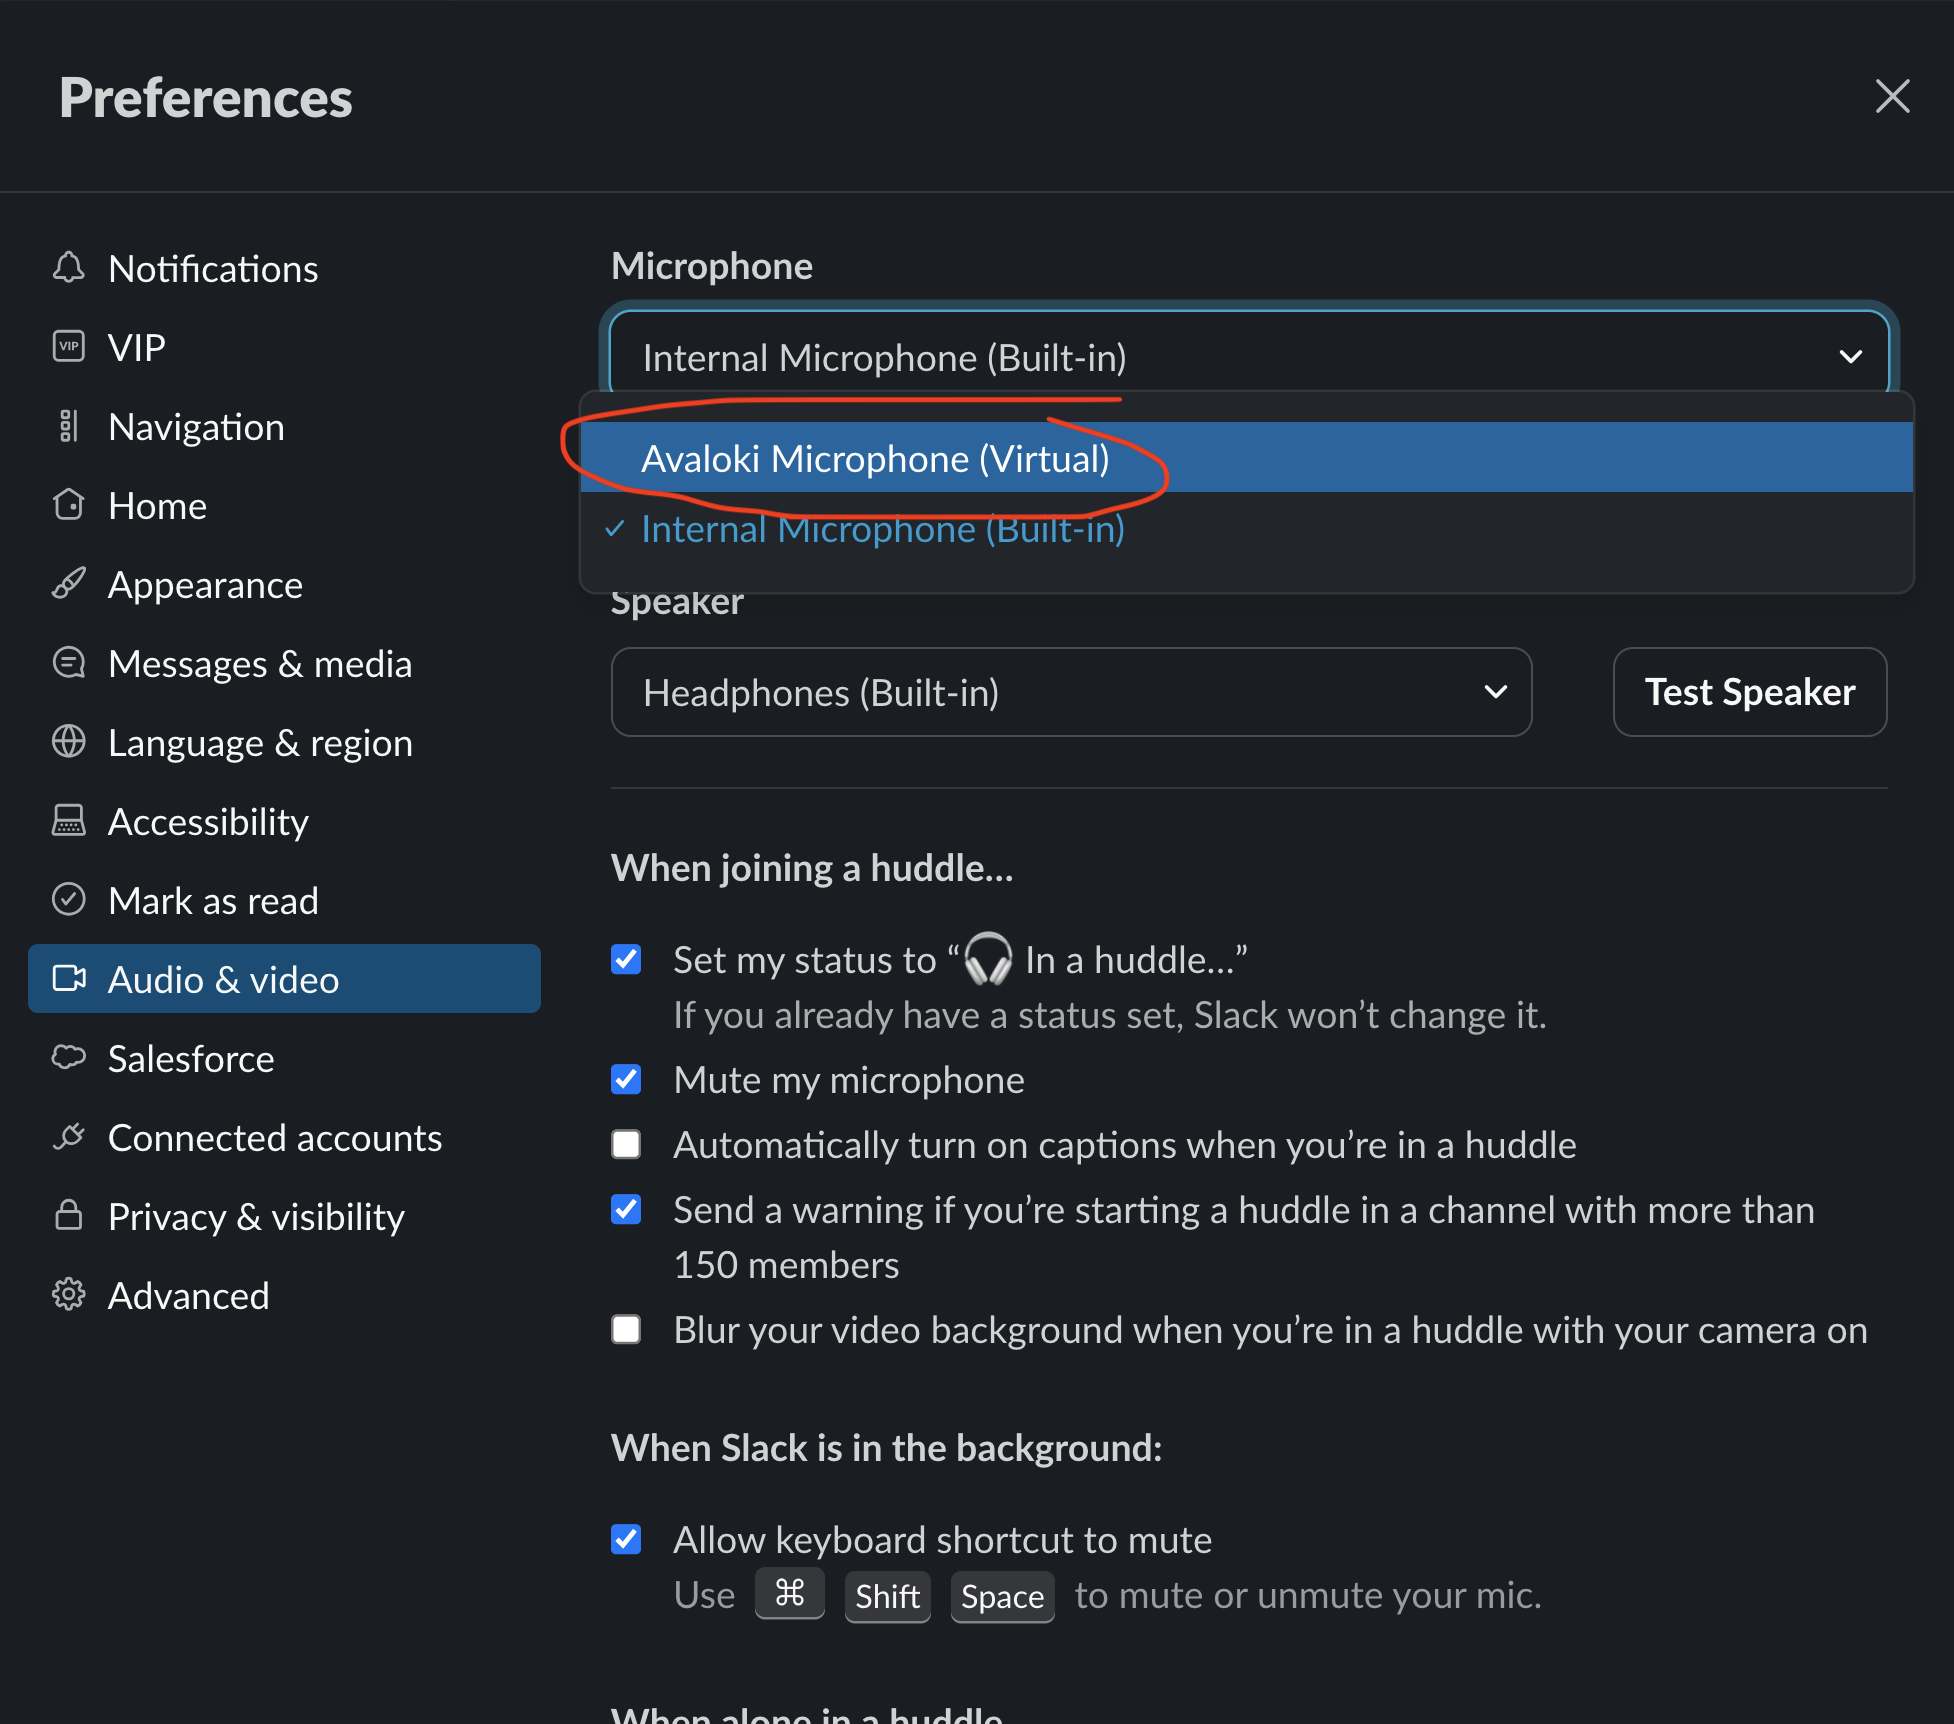 Preferences
Notifications
VIP
VIP
Navigation
Home
Appearance
Messages & media
Language & region
Accessibility
Mark as read
Audio & video
Salesforce
Connected accounts
Privacy & visibility
Advanced
Microphone
Internal Microphone (Built-in)
Avaloki Microphone (Virtual)
✓ Internal Microphone (Built-in)
Speaker
Headphones (Built-in)
Test Speaker
When joining a huddle…
Set my status to “🎧 In a huddle…”
If you already have a status set, Slack won’t change it.
Mute my microphone
Automatically turn on captions when you’re in a huddle
Send a warning if you’re starting a huddle in a channel with more than
150 members
Blur your video background when you’re in a huddle with your camera on
When Slack is in the background:
Allow keyboard shortcut to mute
Use ⌘ Shift Space to mute or unmute your mic.
When alone in a huddle